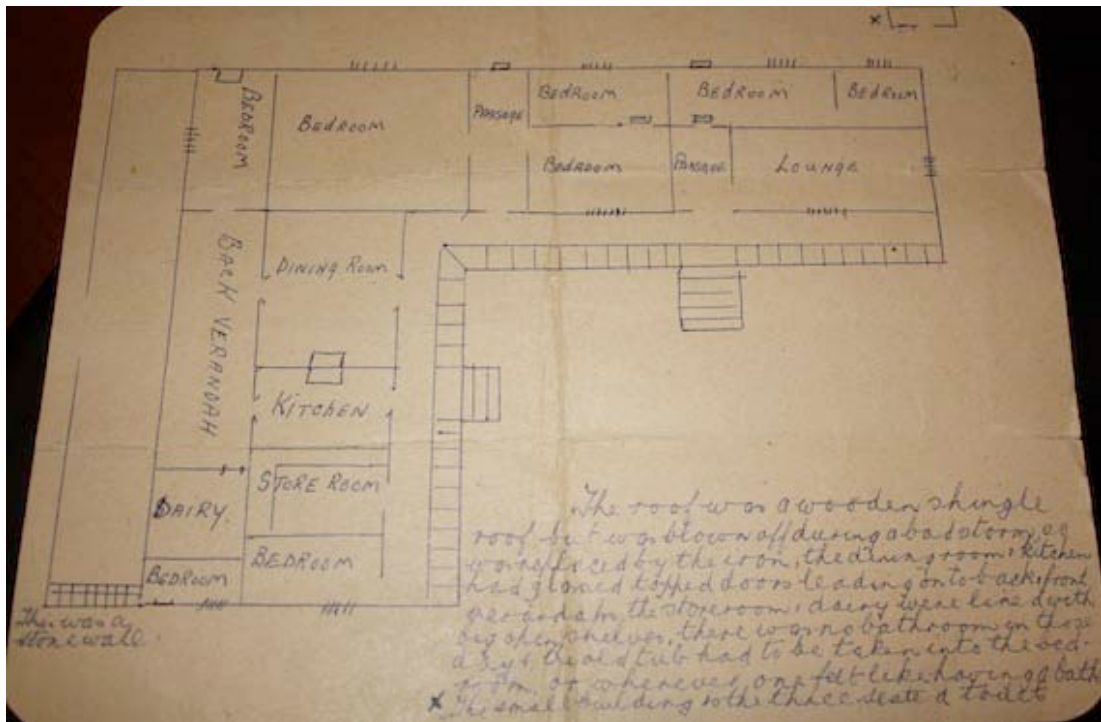 x
BEDROOM
BEDROOM
PASSAGE
BEDROOM
BEDROOM
BEDROOM
BEDROOM
PASSAGE
LOUNGE
BACK VERANDAH
DINING ROOM
KITCHEN
STORE ROOM
DAIRY
BEDROOM
BEDROOM
This was a
stone wall.
The roof was a wooden shingle
roof but was blown off during a bad storm,
was replaced by the iron, the dining room & kitchen
had glassed topped doors leading onto back & front
verandahs, the storeroom & dairy were lined with
big open shelves, there was no bathroom in those
days & the old tub had to be taken into the bed-
room or wherever one felt like having a bath
x This small building is the three seated toilet